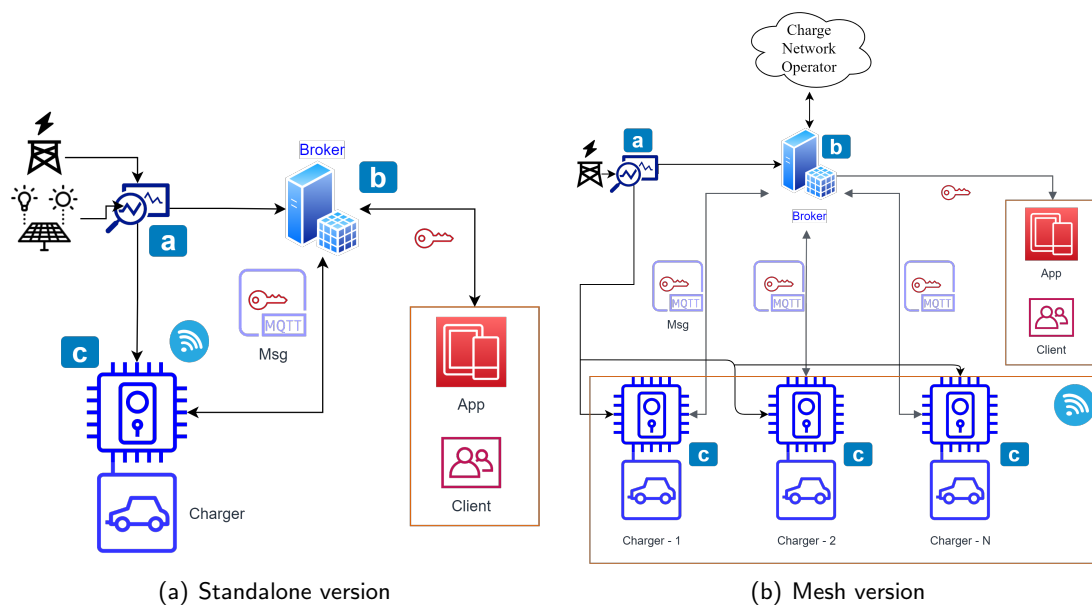 Broker
b
a
MQTT
Msg
c
App
Client
Charger
(a) Standalone version
Charge
Network
Operator
a
b
Broker
App
Client
MQTT
MQTT
MQTT
Msg
c
c
c
Charger - 1
Charger - 2
Charger - N
(b) Mesh version